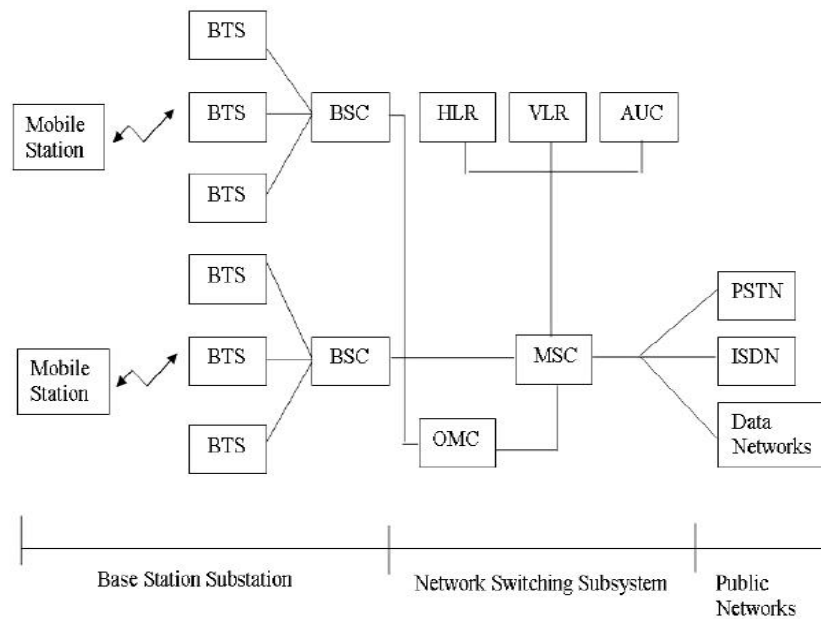 BTS
BTS
BTS
Mobile
Station
BSC
HLR
VLR
AUC
BTS
BTS
BTS
Mobile
Station
BSC
MSC
OMC
PSTN
ISDN
Data
Networks
Base Station Substation
Network Switching Subsystem
Public
Networks